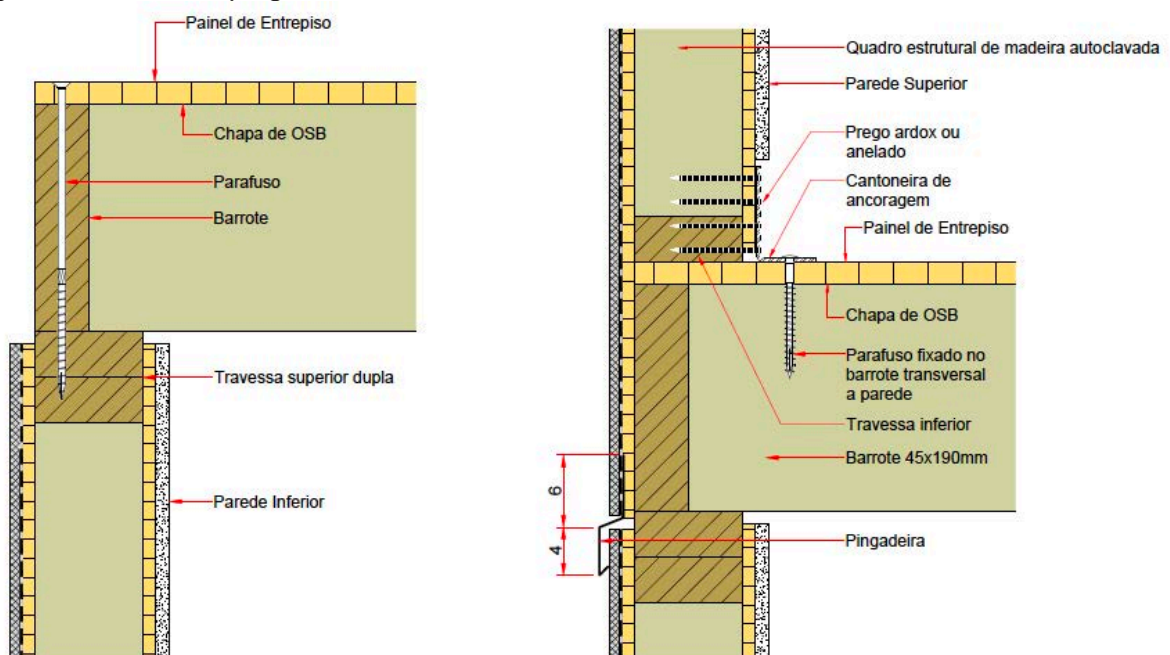 Painel de Entrepiso
Chapa de OSB
Parafuso
Barrote
Travessa superior dupla
Parede Inferior
Quadro estrutural de madeira autoclavada
Parede Superior
Prego ardox ou
anelado
Cantoneira de
ancoragem
Painel de Entrepiso
Chapa de OSB
Parafuso fixado no
barrote transversal
a parede
Travessa inferior
Barrote 45x190mm
6
4
Pingadeira